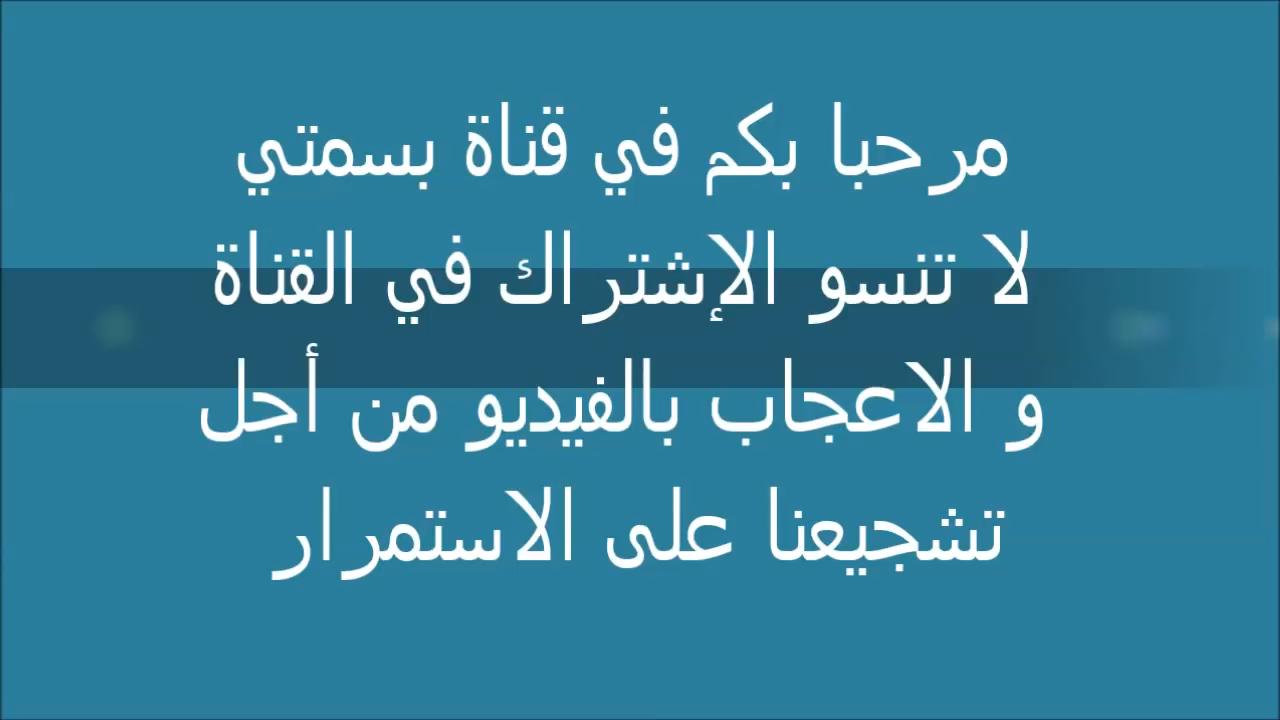 مرحبا بكم في قناة بسمتي
لا تنسو الإشتراك في القناة
و الاعجاب بالفيديو من أجل
تشجيعنا على الاستمرار